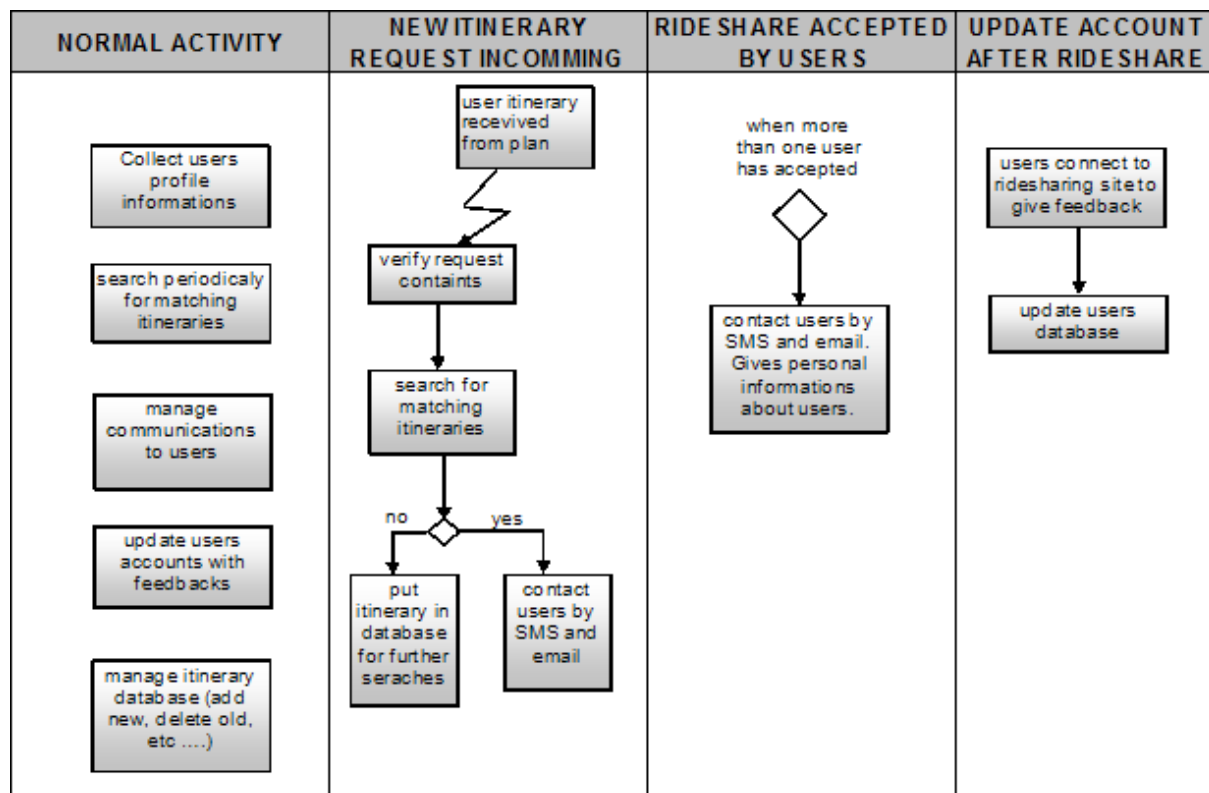 NORMAL ACTIVITY
NEW ITINERARY
REQUEST INCOMMING
RIDESHARE ACCEPTED
BY USERS
UPDATE ACCOUNT
AFTER RIDESHARE
Collect users
profile
informations
search periodicaly
for matching
itineraries
manage
communications
to users
update users
accounts with
feedbacks
manage itinerary
database (add
new, delete old,
etc ....)
user itinerary
recevived
from plan
verify request
containts
search for
matching
itineraries
no
yes
put
itinerary in
database
for further
seraches
contact
users by
SMS and
email
when more
than one user
has accepted
contact users by
SMS and email.
Gives personal
informations
about users.
users connect to
ridesharing site to
give feedback
update users
database